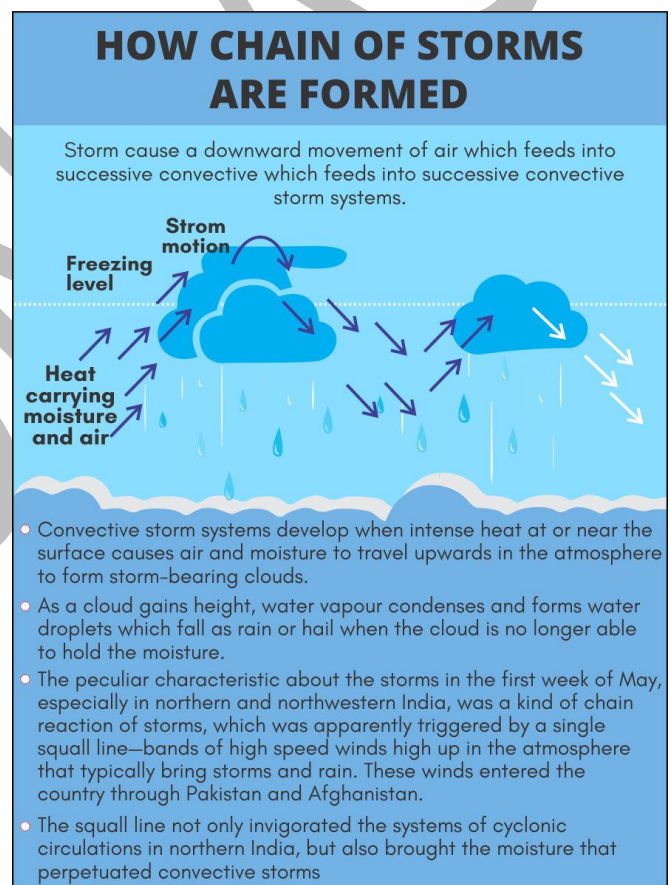 HOW CHAIN OF STORMS
ARE FORMED
Storm cause a downward movement of air which feeds into
successive convective which feeds into successive convective
storm systems.
Strom
motion
Freezing
level
Heat
carrying
moisture
and air
Convective storm systems develop when intense heat at or near the
surface causes air and moisture to travel upwards in the atmosphere
to form storm-bearing clouds.
As a cloud gains height, water vapour condenses and forms water
droplets which fall as rain or hail when the cloud is no longer able
to hold the moisture.
The peculiar characteristic about the storms in the first week of May,
especially in northern and northwestern India, was a kind of chain
reaction of storms, which was apparently triggered by a single
squall line—bands of high speed winds high up in the atmosphere
that typically bring storms and rain. These winds entered the
country through Pakistan and Afghanistan.
The squall line not only invigorated the systems of cyclonic
circulations in northern India, but also brought the moisture that
perpetuated convective storms